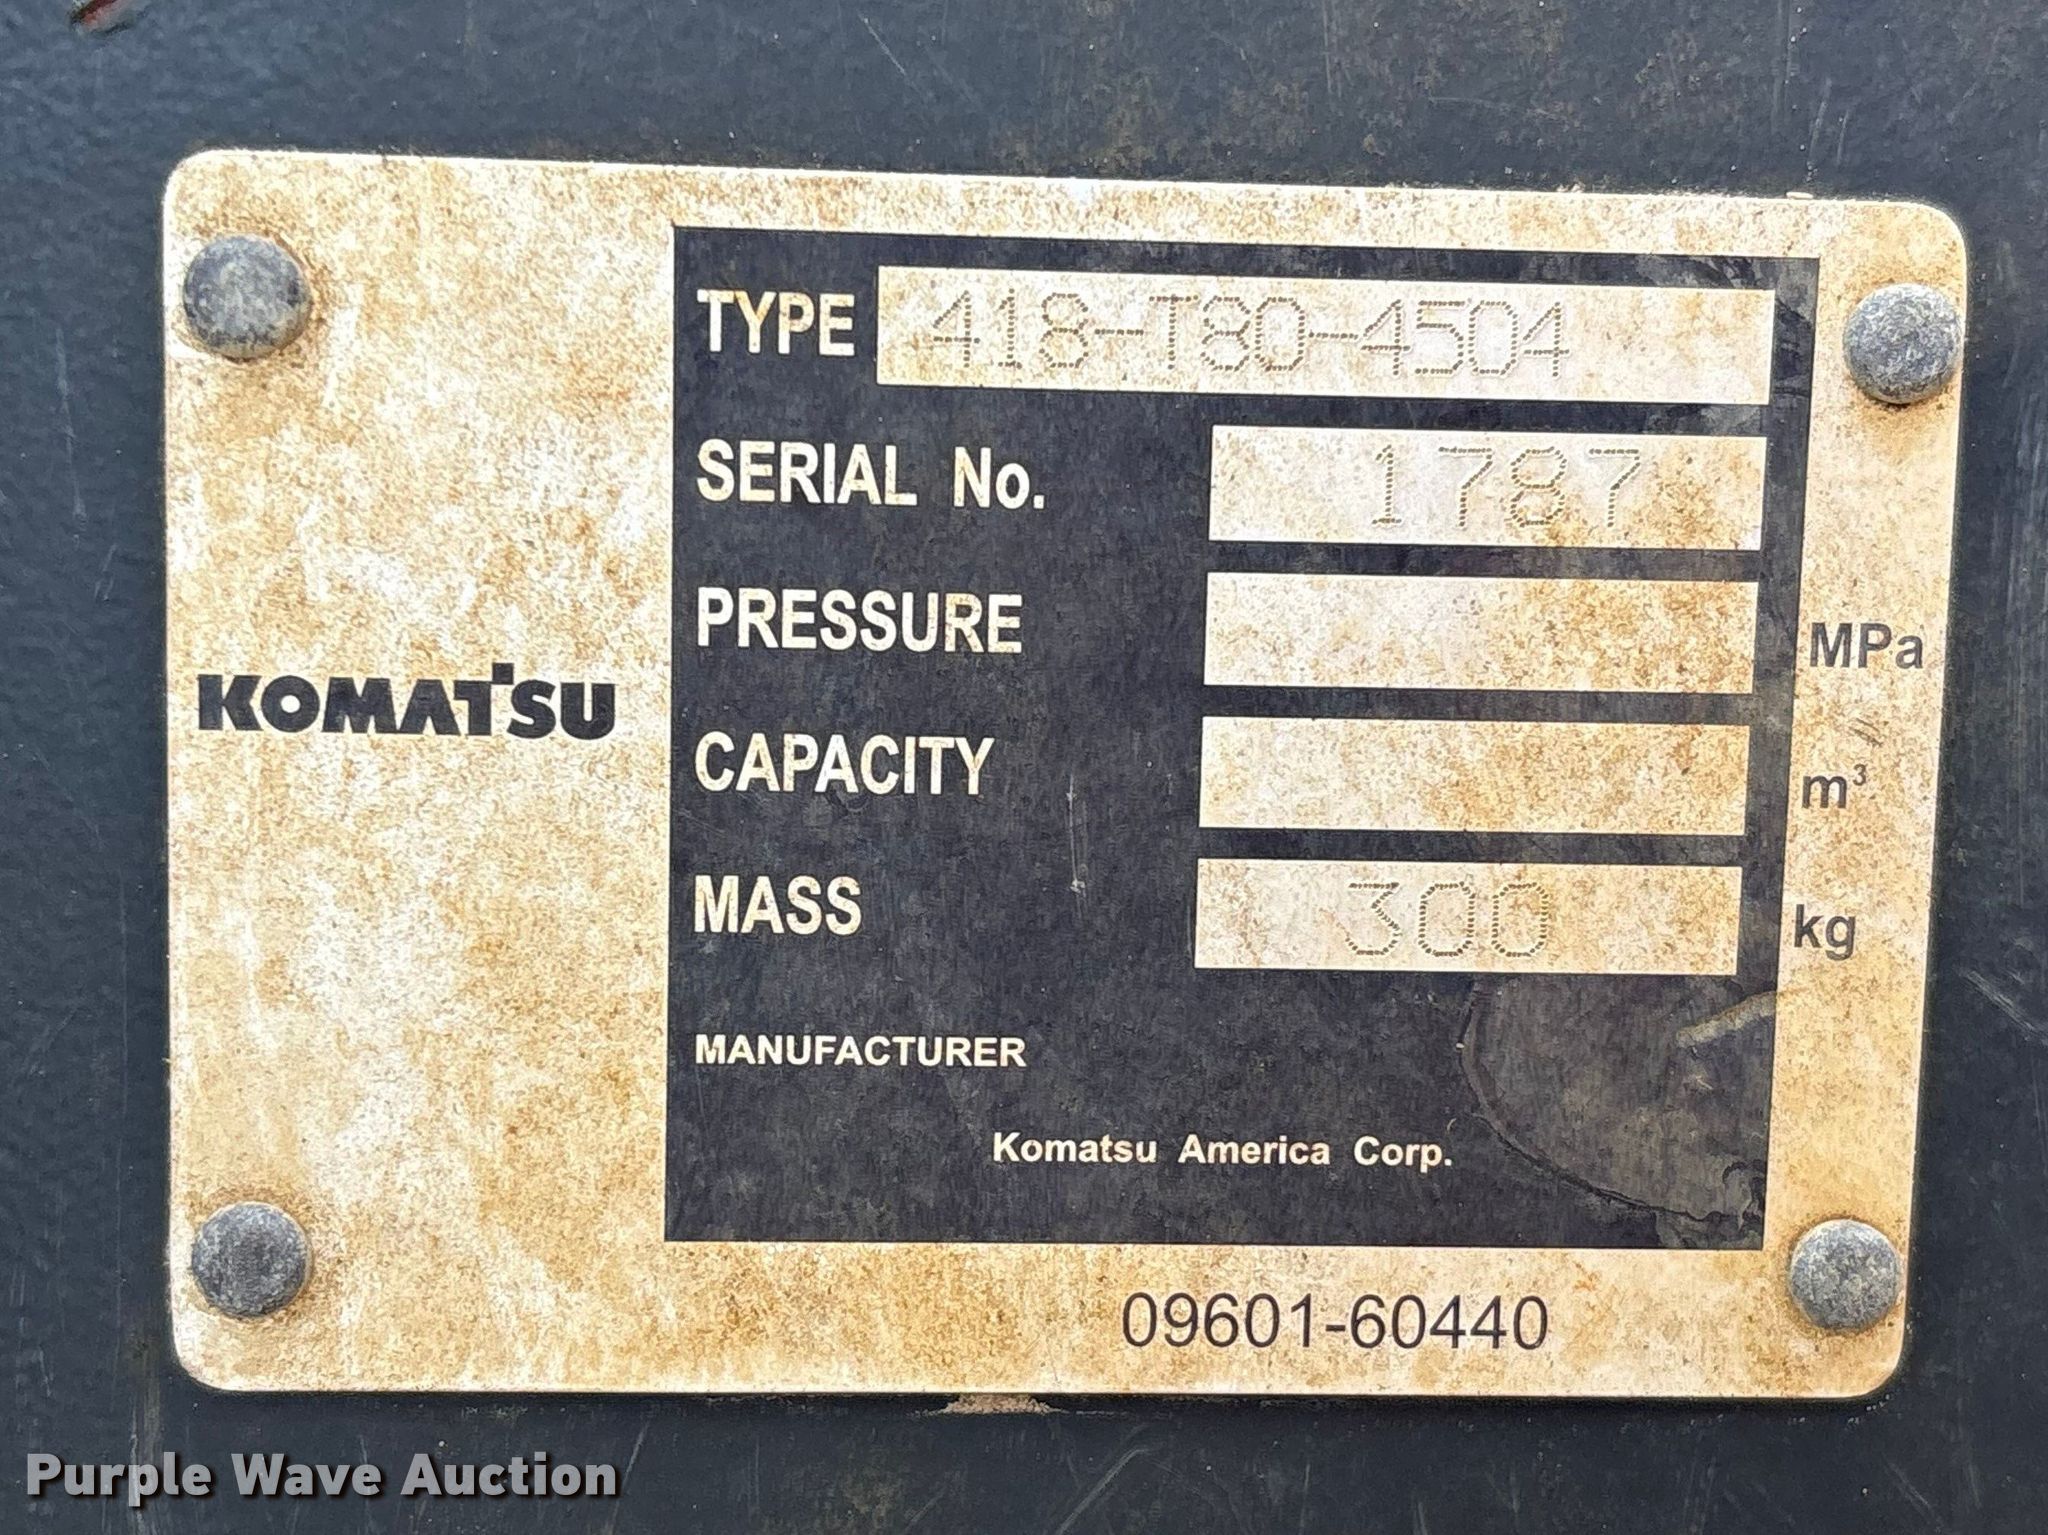 KOMATSU
TYPE 418-T80-4504
SERIAL No. 1787
PRESSURE MPa
CAPACITY m³
MASS 300 kg
MANUFACTURER
Komatsu America Corp.
09601-60440
Purple Wave Auction